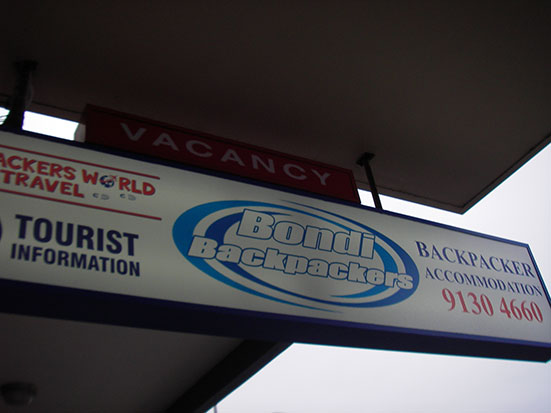 VACANCY
ACKERS WORLD
TRAVEL
TOURIST
INFORMATION
Bondi
Backpackers
BACKPACKER
ACCOMMODATION
9130 4660